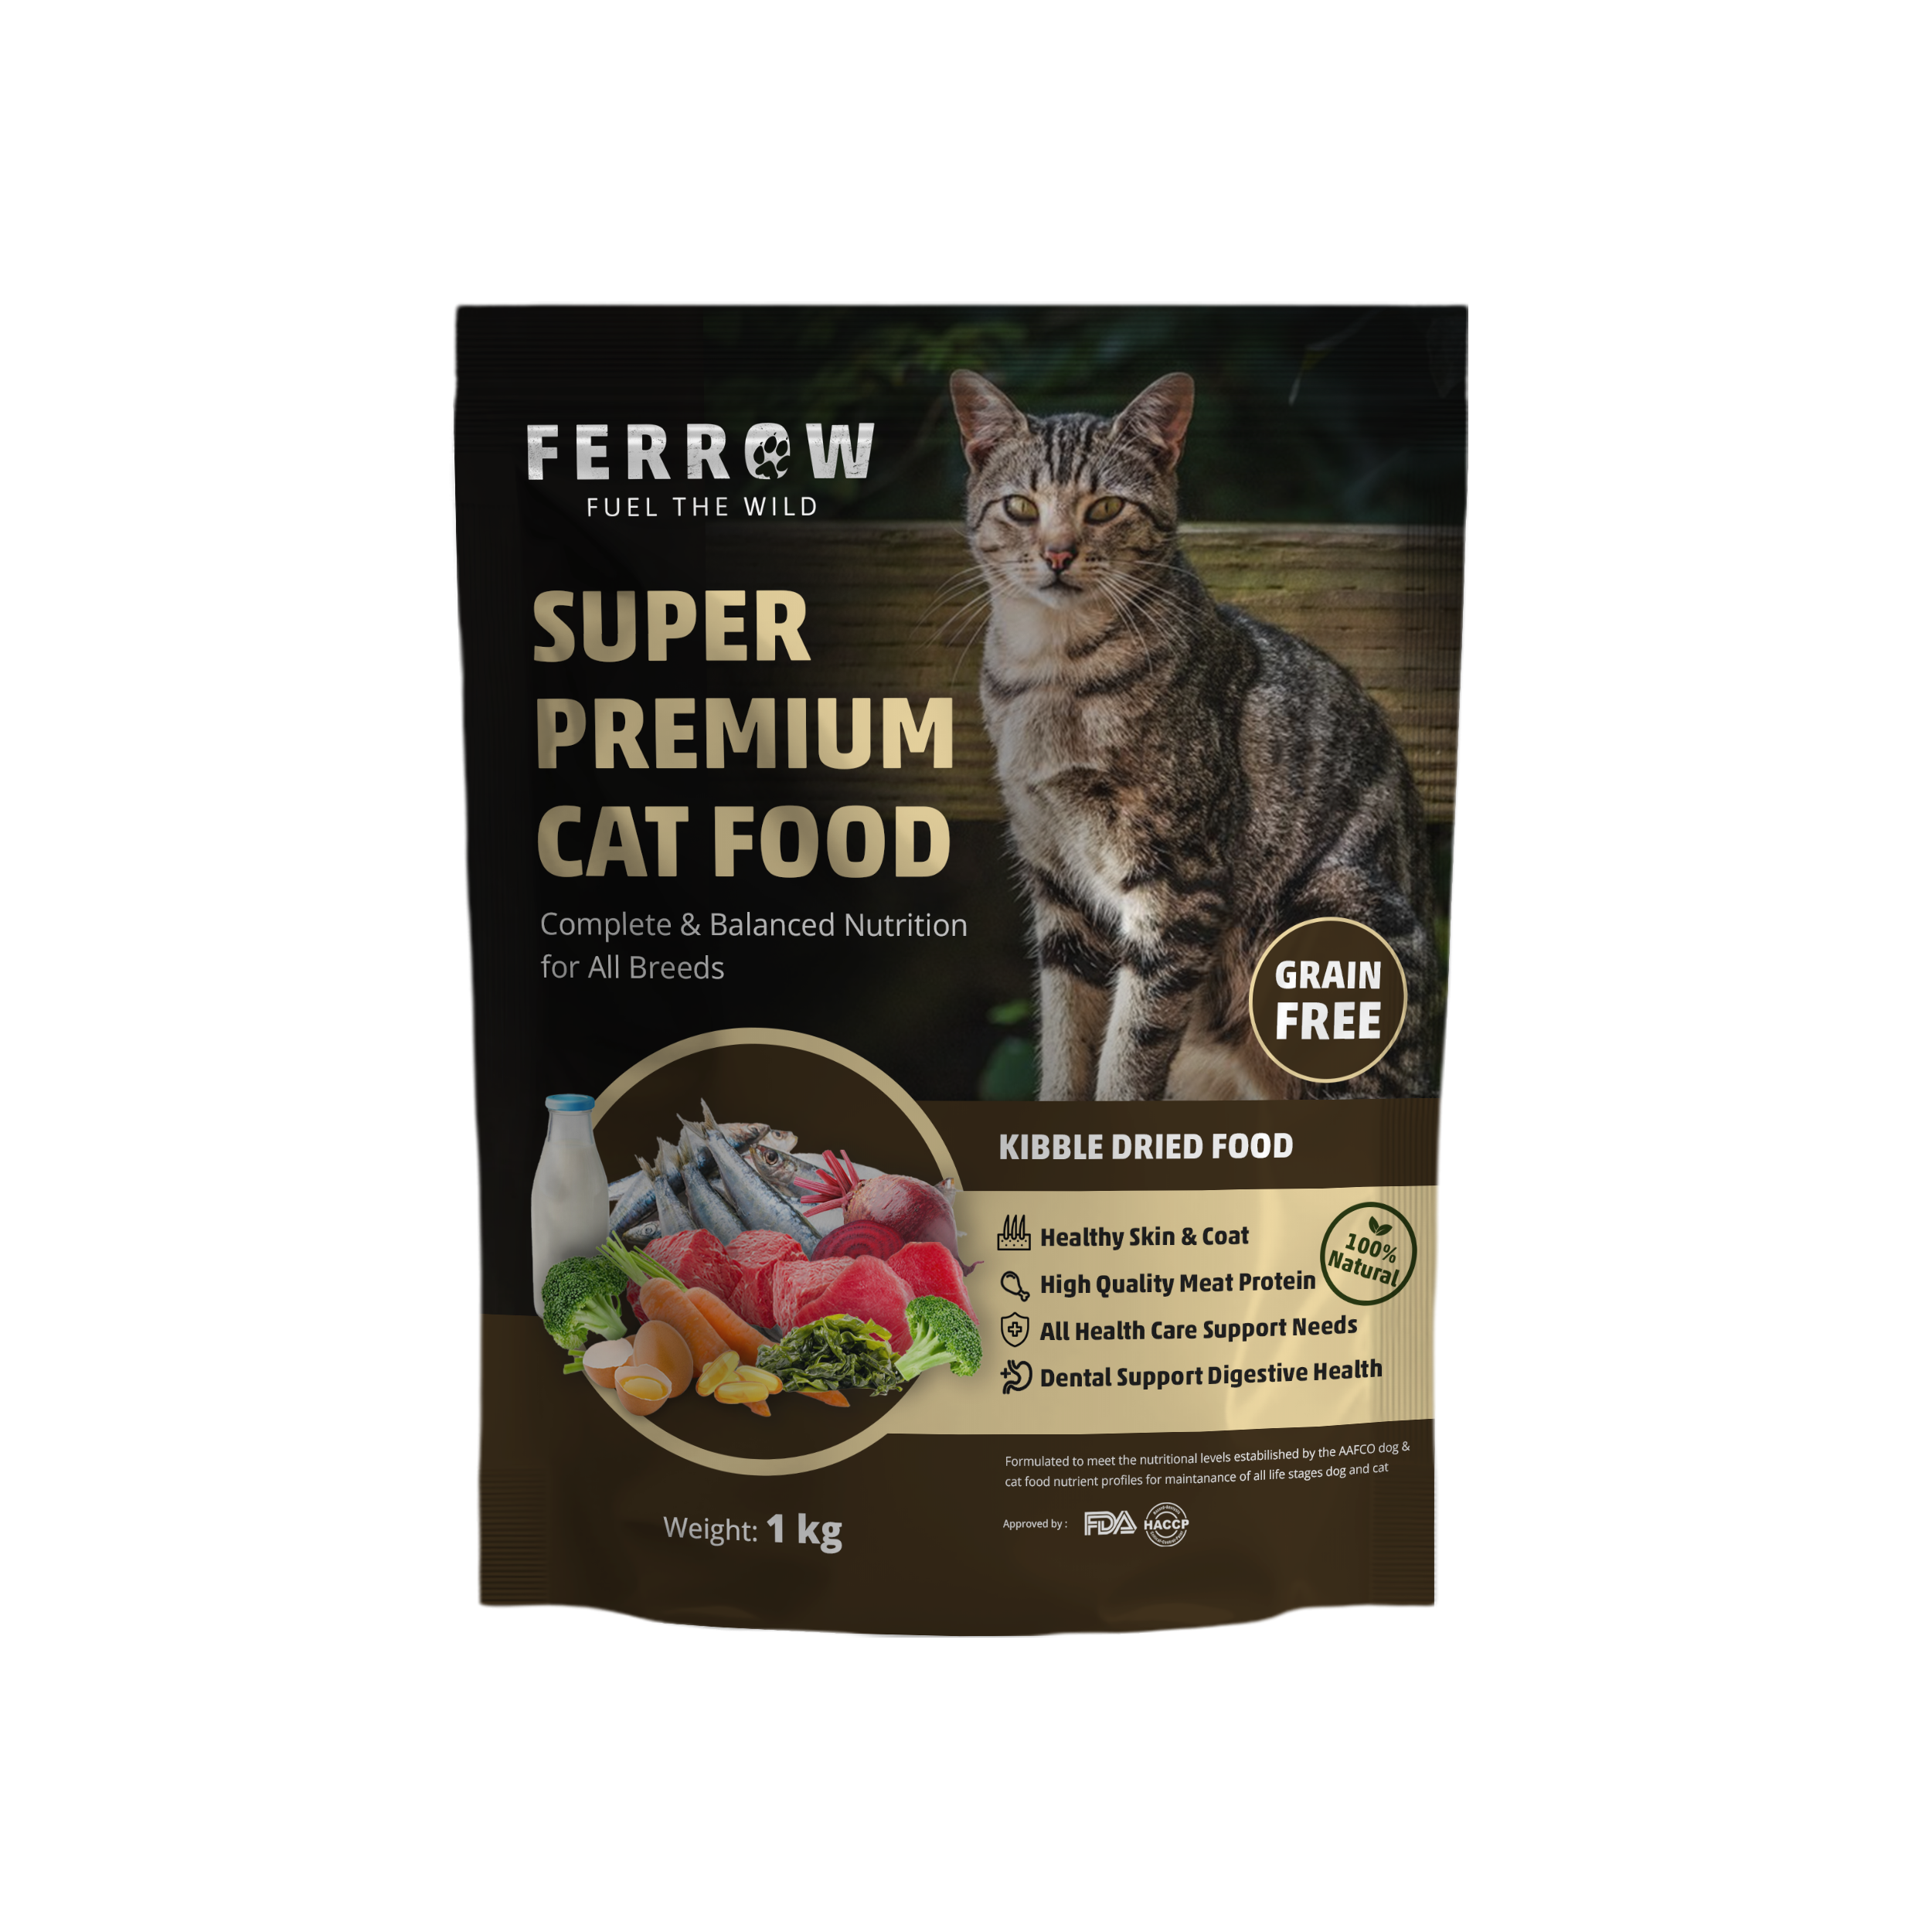 FERROW
FUEL THE WILD
SUPER
PREMIUM
CAT FOOD
Complete & Balanced Nutrition
for All Breeds
GRAIN
FREE
KIBBLE DRIED FOOD
Healthy Skin & Coat
High Quality Meat Protein
All Health Care Support Needs
Dental Support Digestive Health
100%
Natural
Formulated to meet the nutritional levels estabilished by the AAFCO dog &
cat food nutrient profiles for maintanance of all life stages dog and cat
Approved by :
FDA
HACCP
Weight: 1 kg